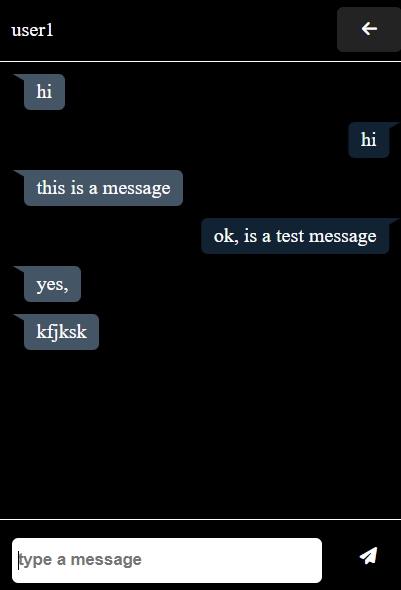 user1
hi
hi
this is a message
ok, is a test message
yes,
kfjksk
type a message